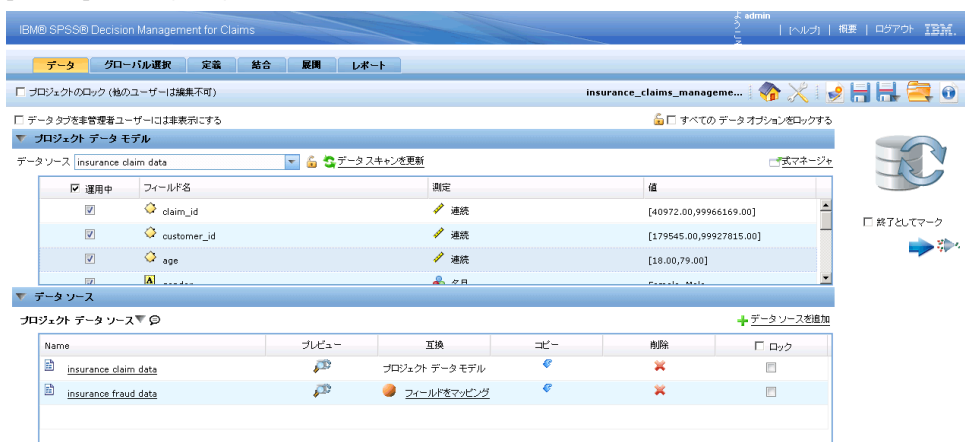 IBM® SPSS® Decision Management for Claims
ようこそ admin | [ヘルプ] | 概要 | ログアウト IBM.
データ グローバル選択 定義 結合 展開 レポート
プロジェクトのロック (他のユーザーは編集不可) insurance_claims_manageme...
データタブを非管理者ユーザーには非表示にする すべての データオプションをロックする
プロジェクト データ モデル
データソース insurance claim data データスキャンを更新 式マネージャ
運用中 フィールド名 測定 値
claim_id 連続 [40972.00,99966169.00]
customer_id 連続 [179545.00,99927815.00]
age 連続 [18.00,79.00]
終了としてマーク
データ ソース
プロジェクト データ ソース データソースを追加
Name プレビュー 互換 コピー 削除 ロック
insurance claim data プロジェクト データ モデル
insurance fraud data フィールドをマッピング